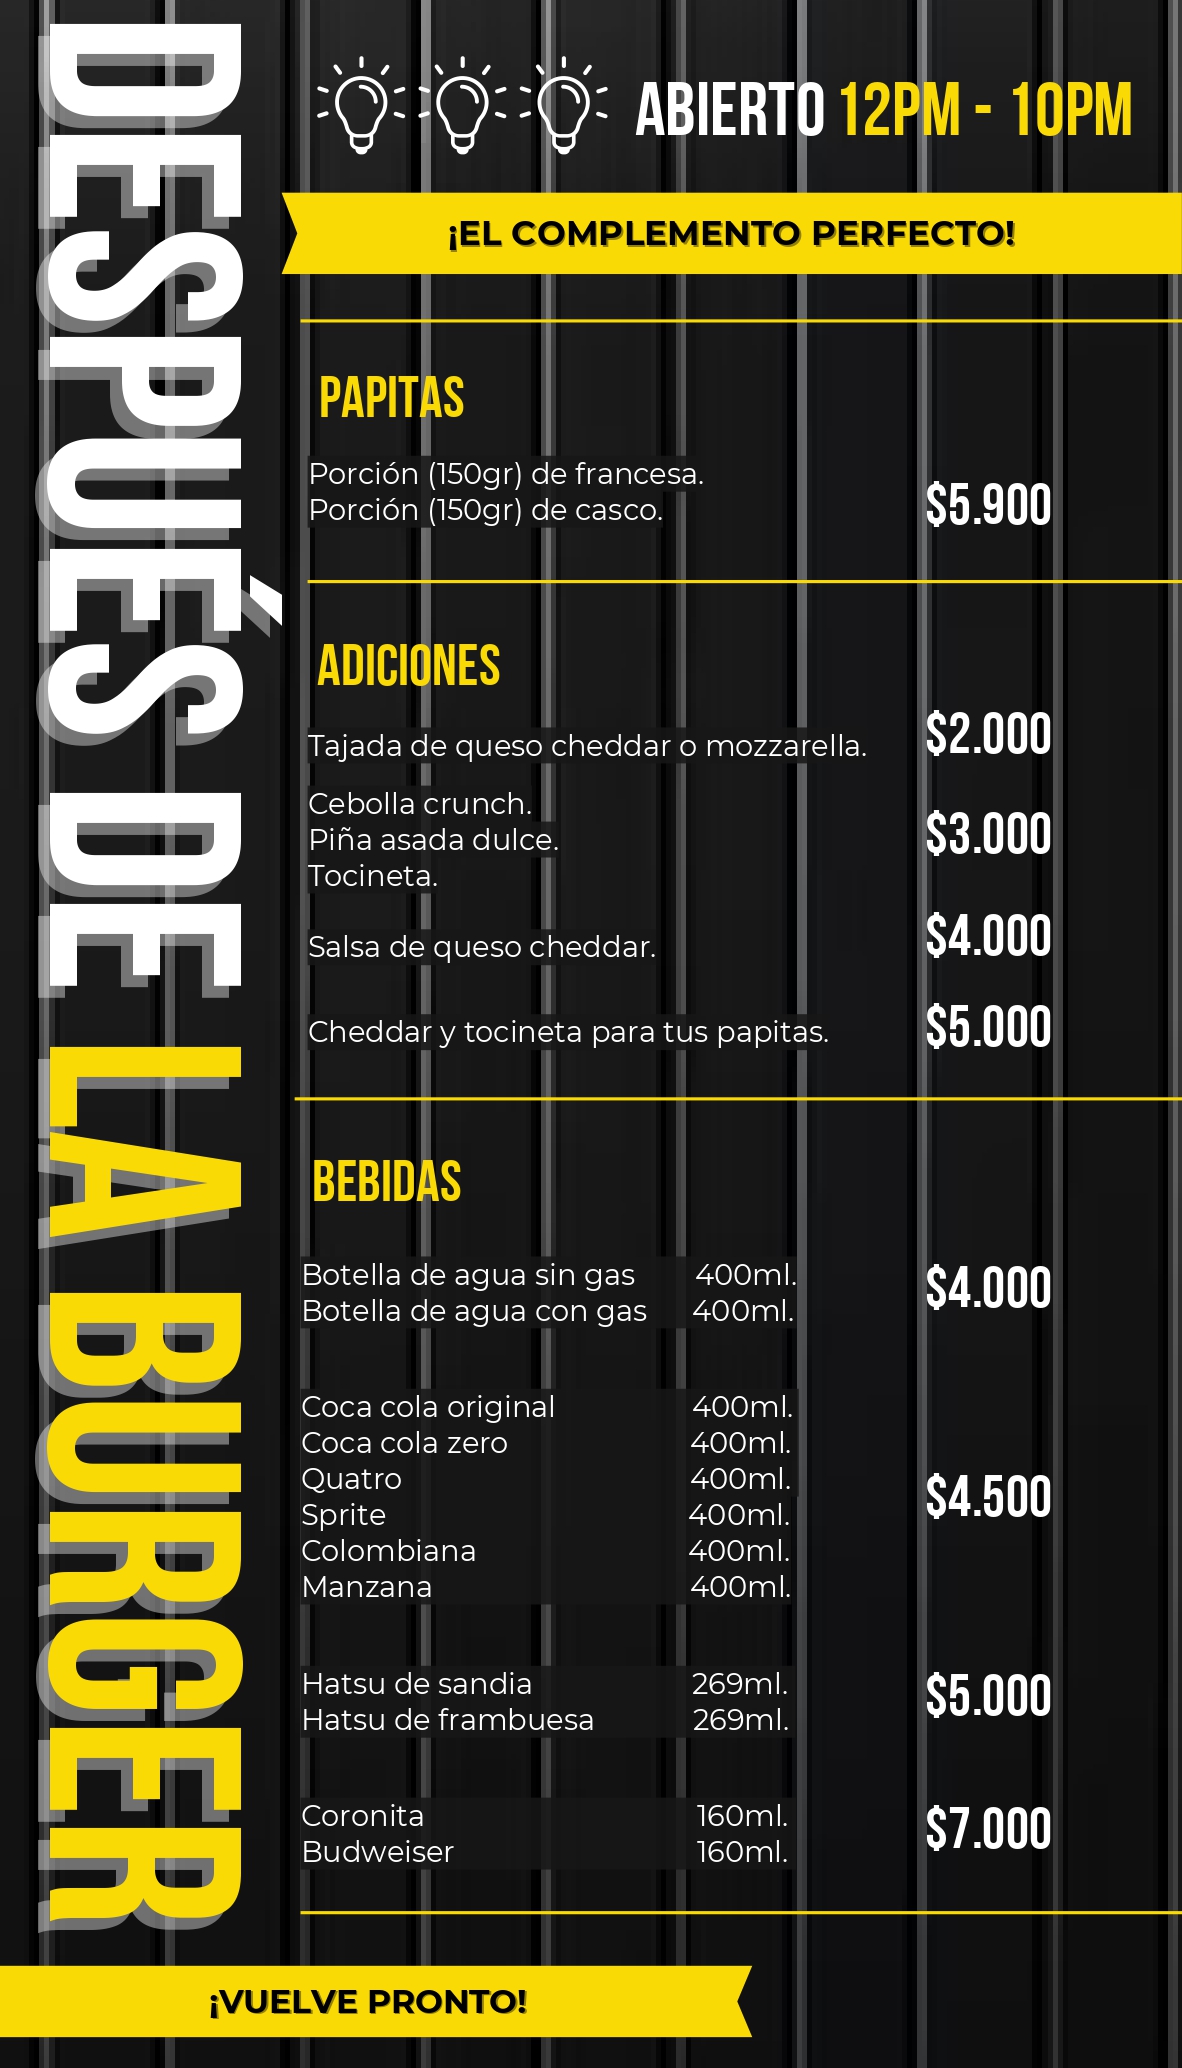 DESPUÉS DE LA BURGER
ABIERTO 12PM - 10PM
¡EL COMPLEMENTO PERFECTO!
PAPITAS
Porción (150gr) de francesa.
Porción (150gr) de casco.
$5.900
ADICIONES
Tajada de queso cheddar o mozzarella. $2.000
Cebolla crunch.
Piña asada dulce. $3.000
Tocineta.
Salsa de queso cheddar. $4.000
Cheddar y tocineta para tus papitas. $5.000
BEBIDAS
Botella de agua sin gas 400ml. $4.000
Botella de agua con gas 400ml.
Coca cola original 400ml.
Coca cola zero 400ml.
Quatro 400ml. $4.500
Sprite 400ml.
Colombiana 400ml.
Manzana 400ml.
Hatsu de sandia 269ml. $5.000
Hatsu de frambuesa 269ml.
Coronita 160ml. $7.000
Budweiser 160ml.
¡VUELVE PRONTO!